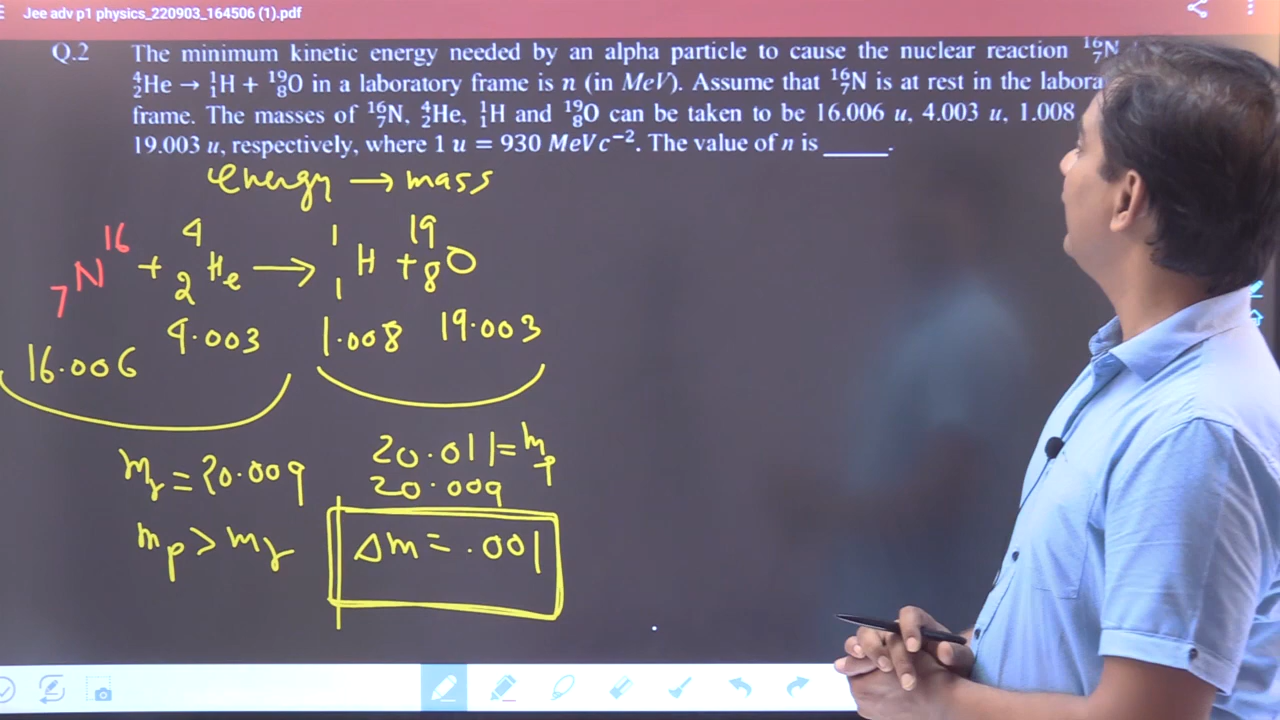 Jee adv p1 physics_220903_164506 (1).pdf
Q.2 The minimum kinetic energy needed by an alpha particle to cause the nuclear reaction ¹⁶₇N
⁴₂He → ¹₁H + ¹⁹₈O in a laboratory frame is n (in MeV). Assume that ¹⁶₇N is at rest in the labora
frame. The masses of ¹⁶₇N, ⁴₂He, ¹₁H and ¹⁹₈O can be taken to be 16.006 u, 4.003 u, 1.008
19.003 u, respectively, where 1 u = 930 MeVc⁻². The value of n is _____.
energy → mass
₇N¹⁶ + ⁴₂He → ¹₁H + ¹⁹₈O
16.006 4.003 1.008 19.003
mᵣ = 20.009 20.011 = mₚ
20.009
mₚ > mᵣ Δm = .001